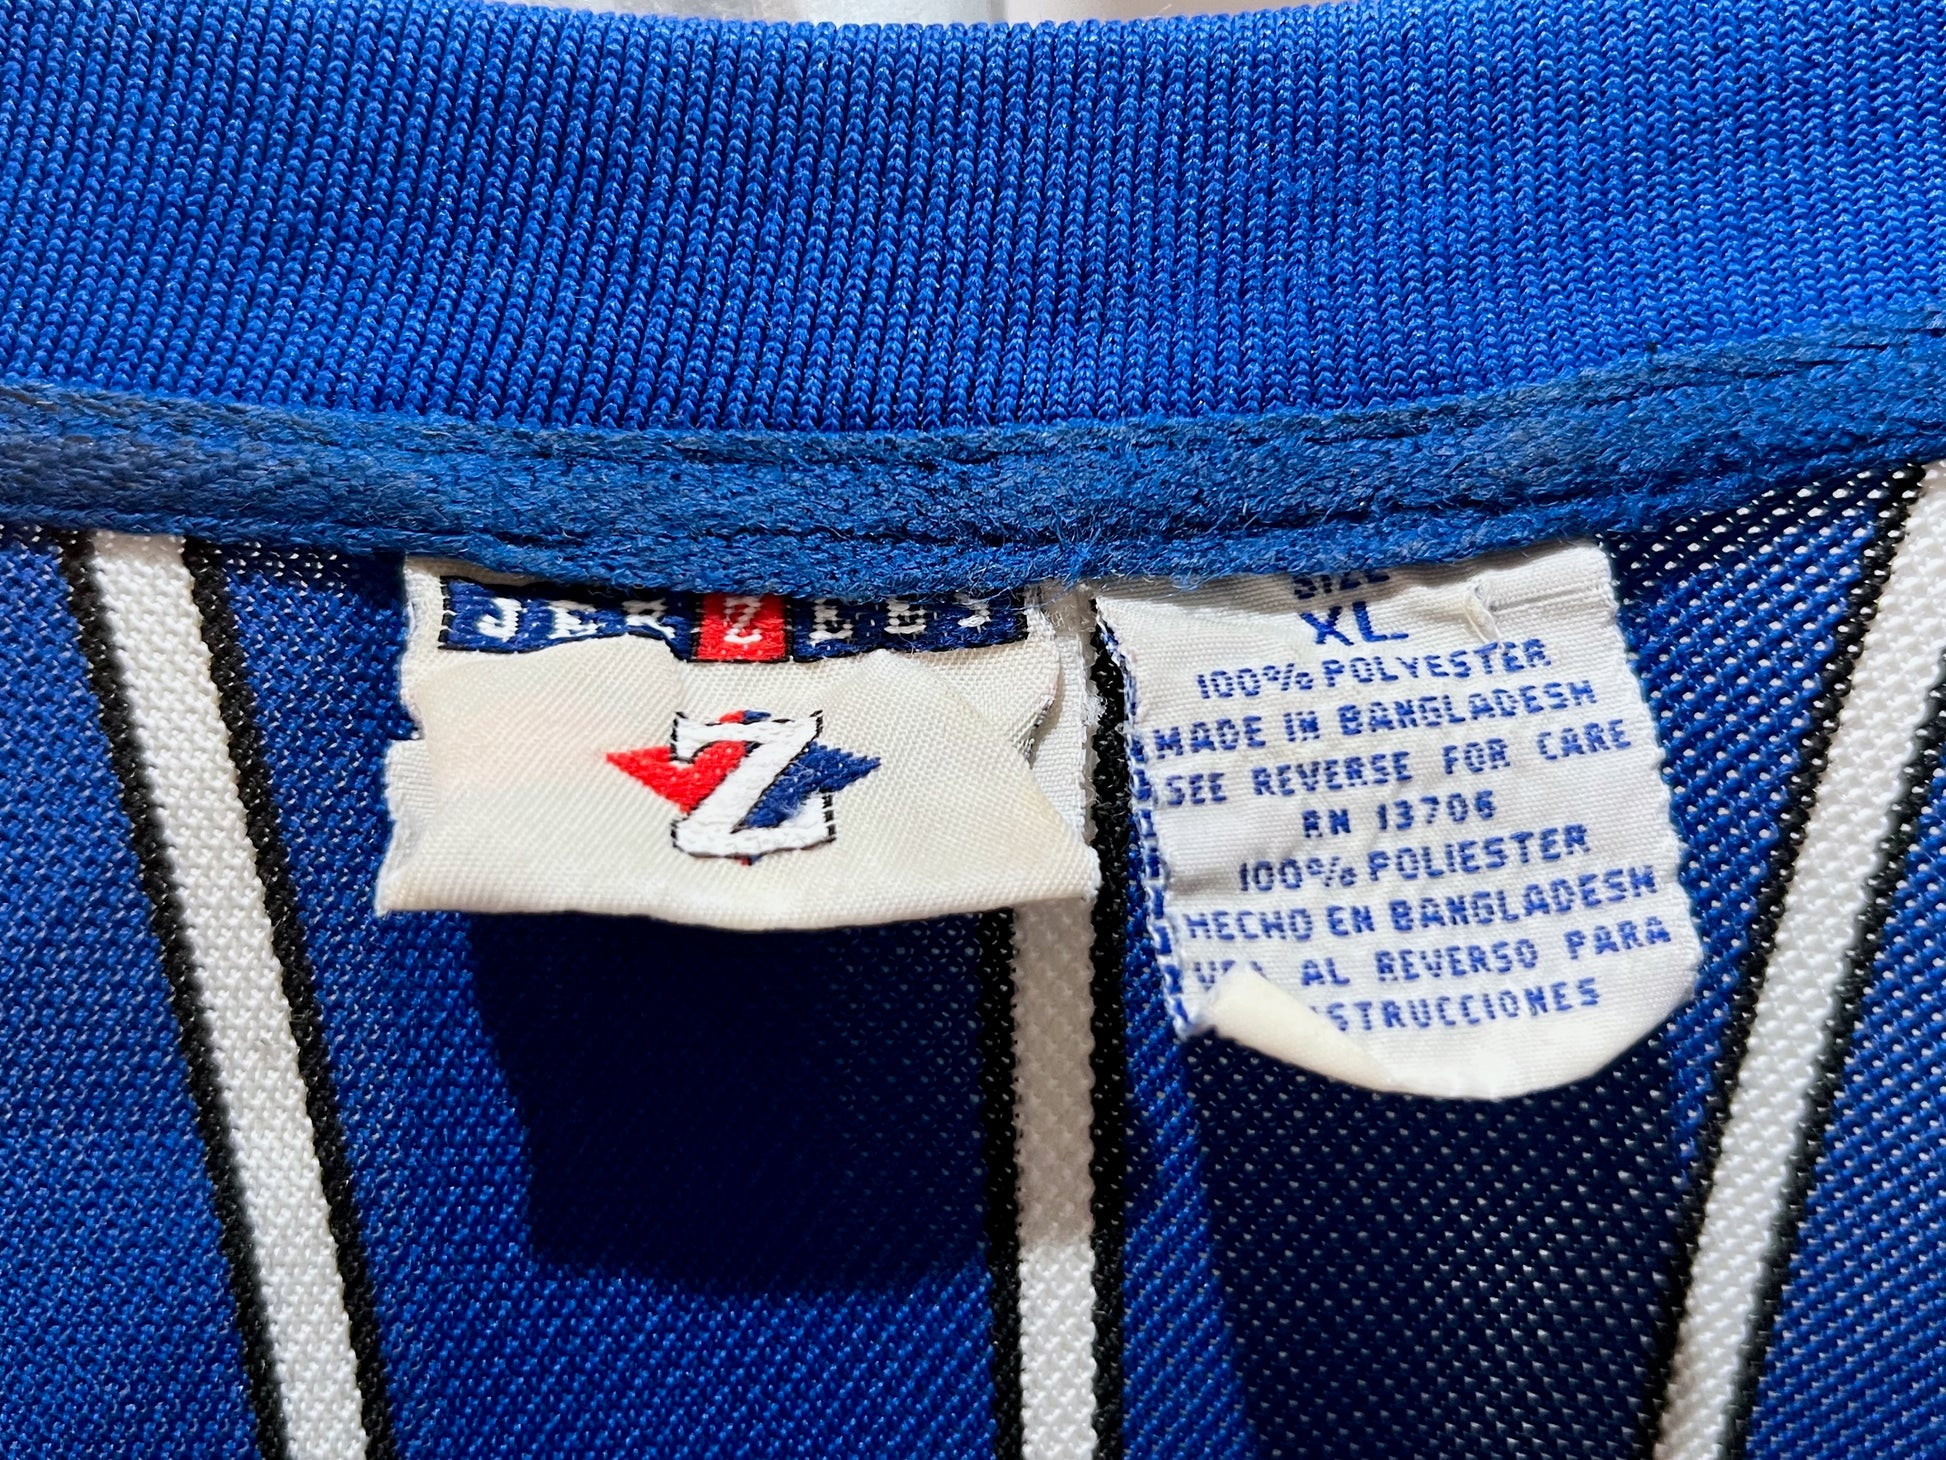 JERZEES
Z
SIZE
XL
100% POLYESTER
MADE IN BANGLADESH
SEE REVERSE FOR CARE
RN 13706
100% POLIESTER
HECHO EN BANGLADESH
AL REVERSO PARA
STRUCCIONES